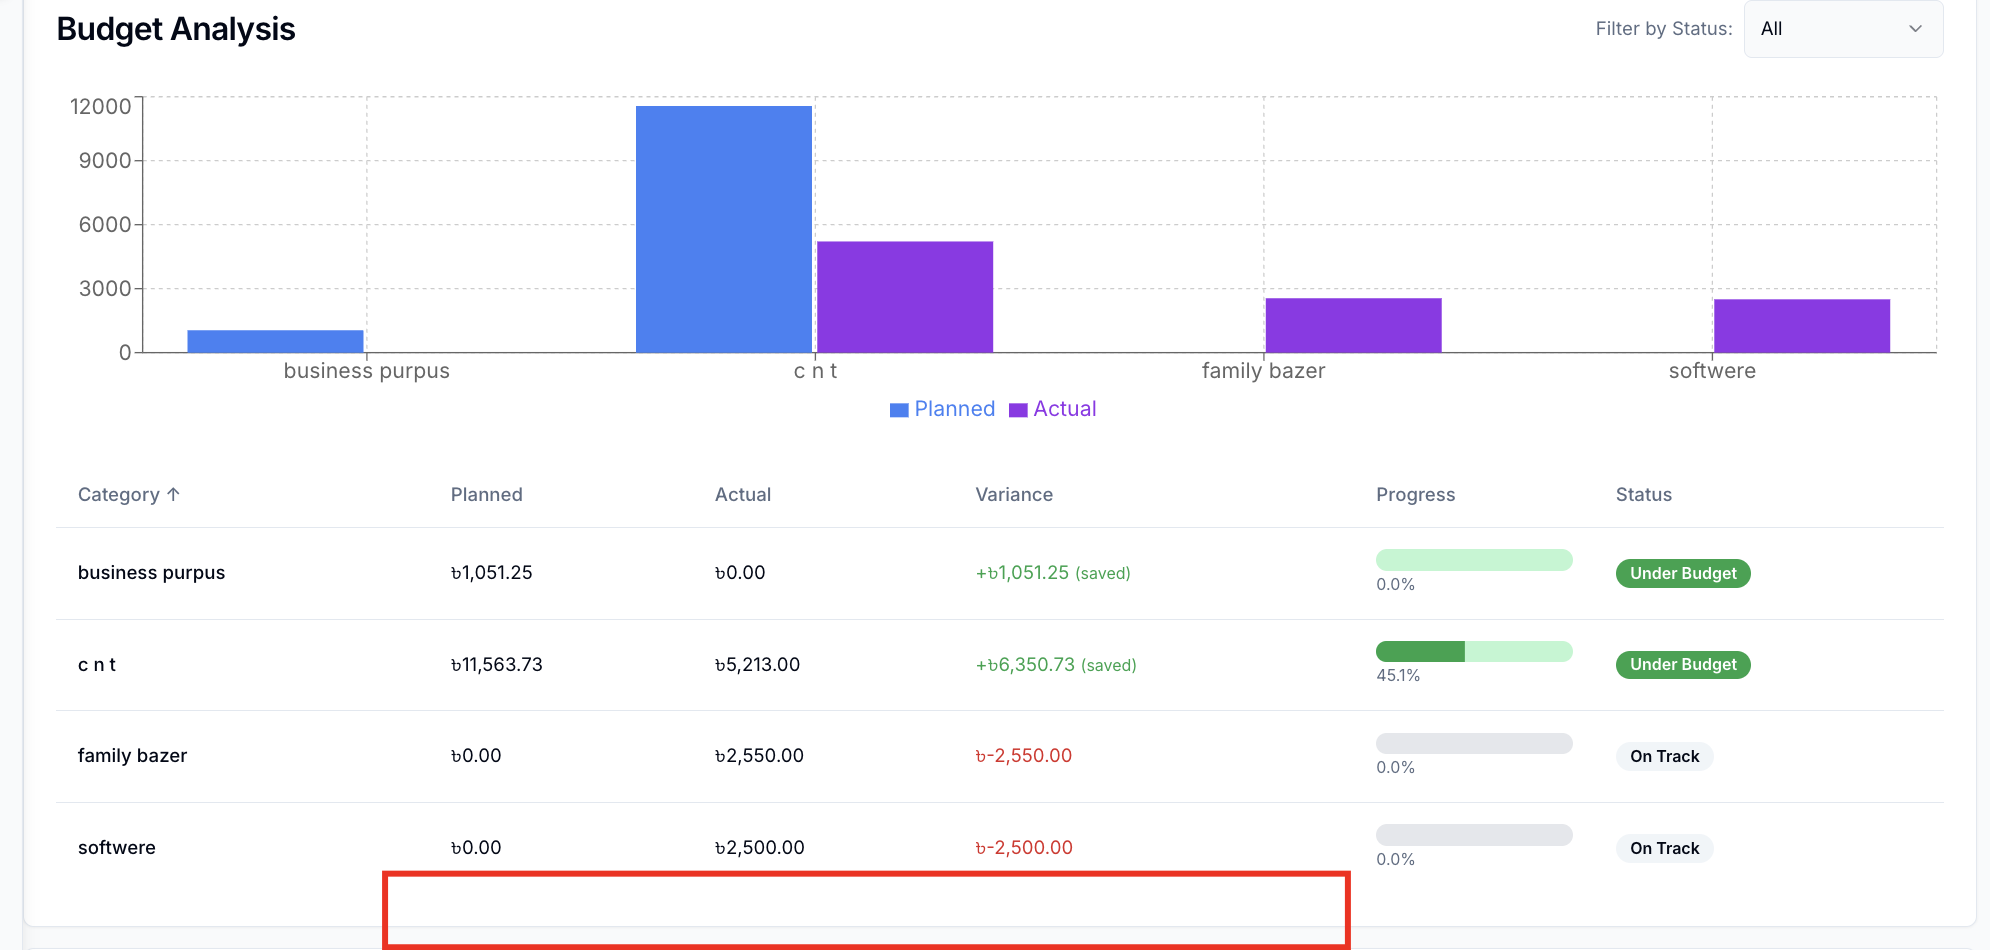 Budget Analysis
Filter by Status: All
12000
9000
6000
3000
0
business purpus c n t family bazer softwere
Planned Actual
Category ↑ Planned Actual Variance Progress Status
business purpus ৳1,051.25 ৳0.00 +৳1,051.25 (saved) 0.0% Under Budget
c n t ৳11,563.73 ৳5,213.00 +৳6,350.73 (saved) 45.1% Under Budget
family bazer ৳0.00 ৳2,550.00 ৳-2,550.00 0.0% On Track
softwere ৳0.00 ৳2,500.00 ৳-2,500.00 0.0% On Track